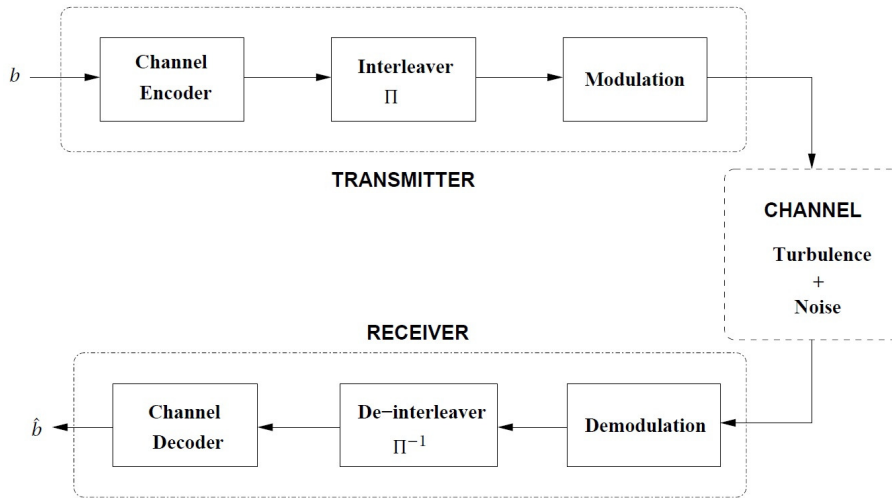 b
Channel
Encoder
Interleaver
Π
Modulation
TRANSMITTER
CHANNEL
Turbulence
+
Noise
RECEIVER
b̂
Channel
Decoder
De−interleaver
Π⁻¹
Demodulation